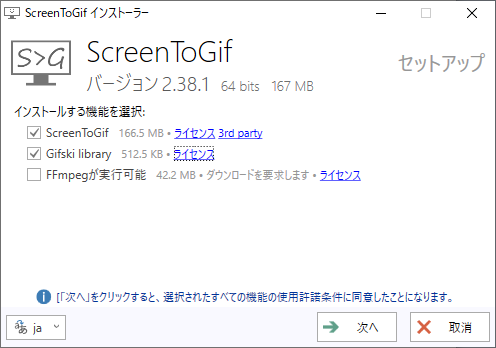 ScreenToGif インストーラー
S>G
ScreenToGif
バージョン 2.38.1 64 bits 167 MB
セットアップ
インストールする機能を選択:
ScreenToGif 166.5 MB • ライセンス 3rd party
Gifski library 512.5 KB • ライセンス
FFmpegが実行可能 42.2 MB • ダウンロードを要求します • ライセンス
[「次へ」をクリックすると、選択されたすべての機能の使用許諾条件に同意したことになります。
ja
次へ
取消